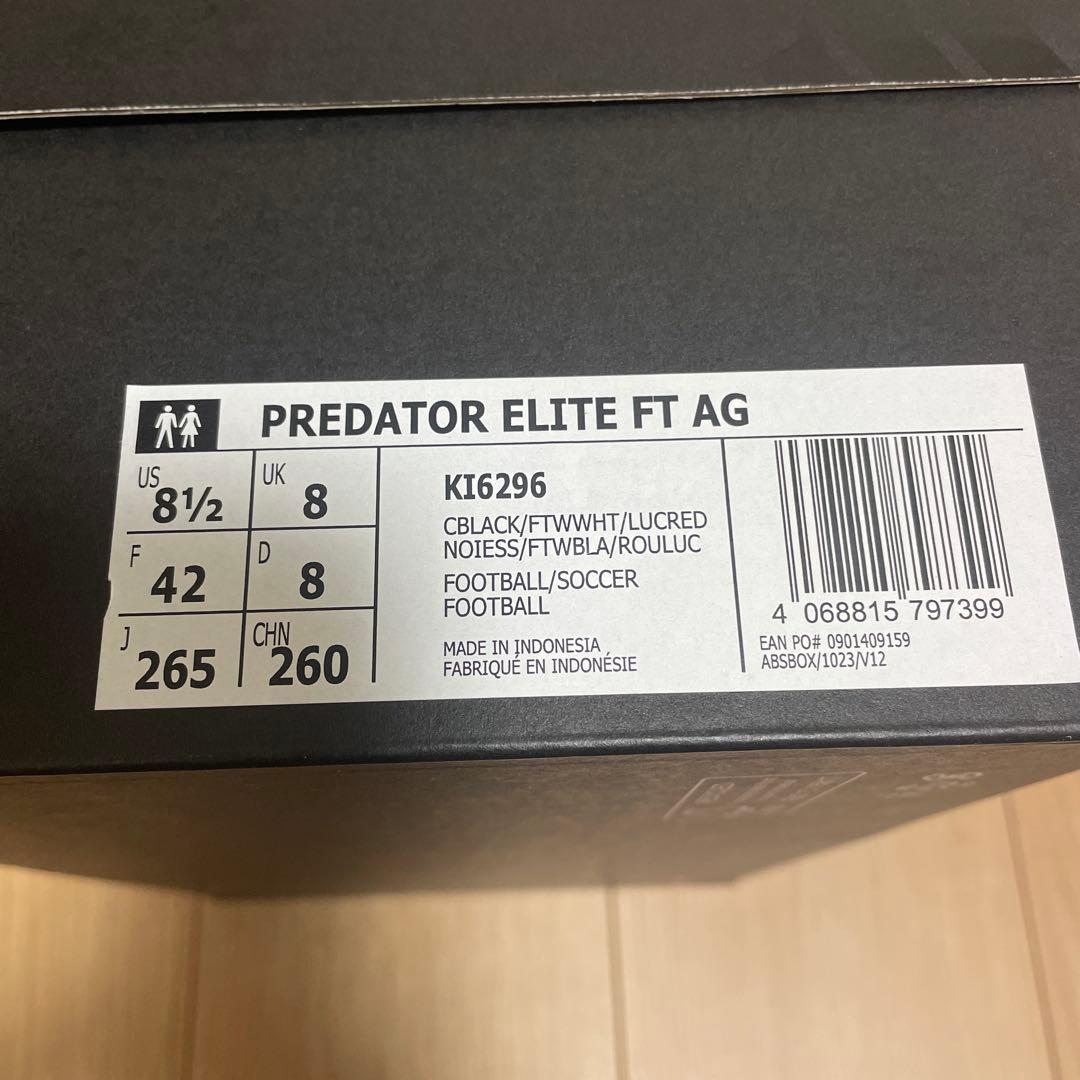 PREDATOR ELITE FT AG
US 8½
UK 8
F 42
D 8
J 265
CHN 260
KI6296
CBLACK/FTWWHT/LUCRED
NOIESS/FTWBLA/ROULUC
FOOTBALL/SOCCER
FOOTBALL
MADE IN INDONESIA
FABRIQUÉ EN INDONÉSIE
4 068815 797399
EAN PO# 0901409159
ABSBOX/1023/V12